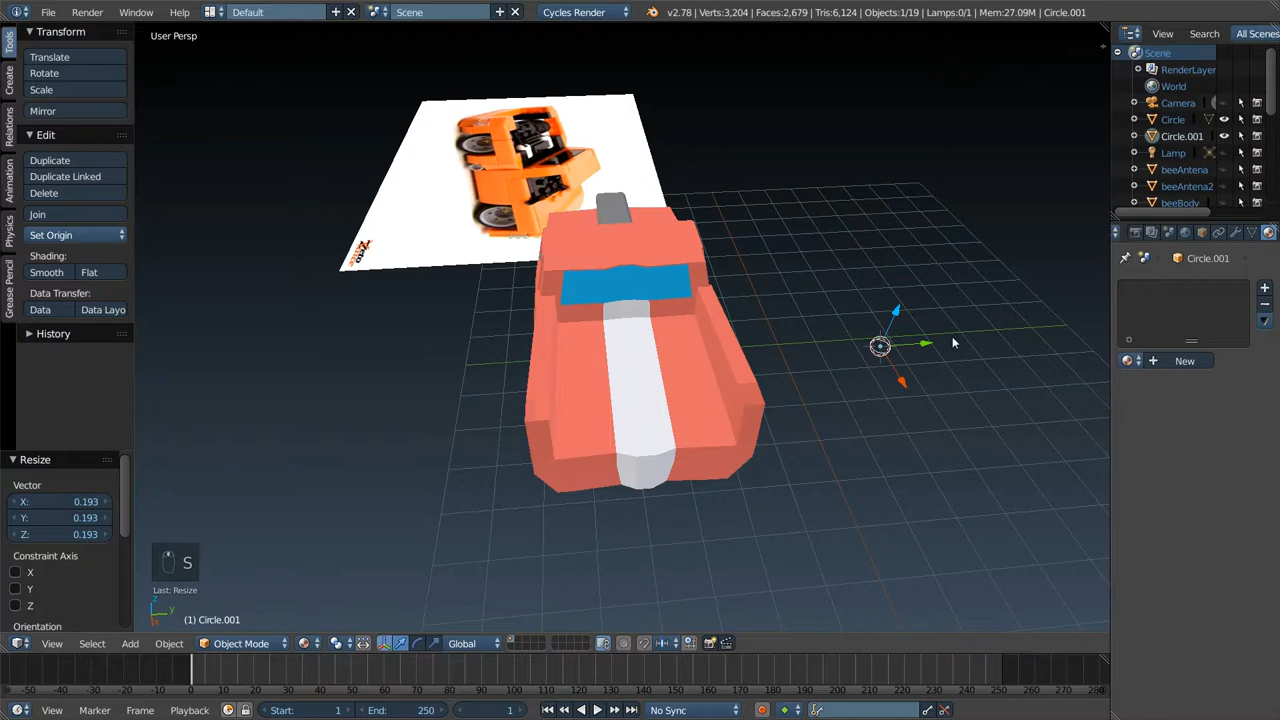 File Render Window Help Default Scene Cycles Render v2.78 | Verts:3,204 | Faces:2,679 | Tris:6,124 | Objects:1/19 | Lamps:0/1 | Mem:27.09M | Circle.001
Tools
Create
Relations
Animation
Physics
Grease Pencil
Transform
Translate
Rotate
Scale
Mirror
Edit
Duplicate
Duplicate Linked
Delete
Join
Set Origin
Shading:
Smooth Flat
Data Transfer:
Data Data Layo
History
Resize
Vector
X: 0.193
Y: 0.193
Z: 0.193
Constraint Axis
X
Y
Z
Orientation
User Persp
S
Last: Resize
z
y
x
(1) Circle.001
View Search All Scenes
Scene
RenderLayer
World
Camera
Circle
Circle.001
Lamp
beeAntena
beeAntena2
beeBody
Circle.001
New
View Select Add Object Object Mode Global
-50 -40 -30 -20 -10 0 10 20 30 40 50 60 70 80 90 100 110 120 130 140 150 160 170 180 190 200 210 220 230 240 250 260 270 280
View Marker Frame Playback Start: 1 End: 250 1 No Sync